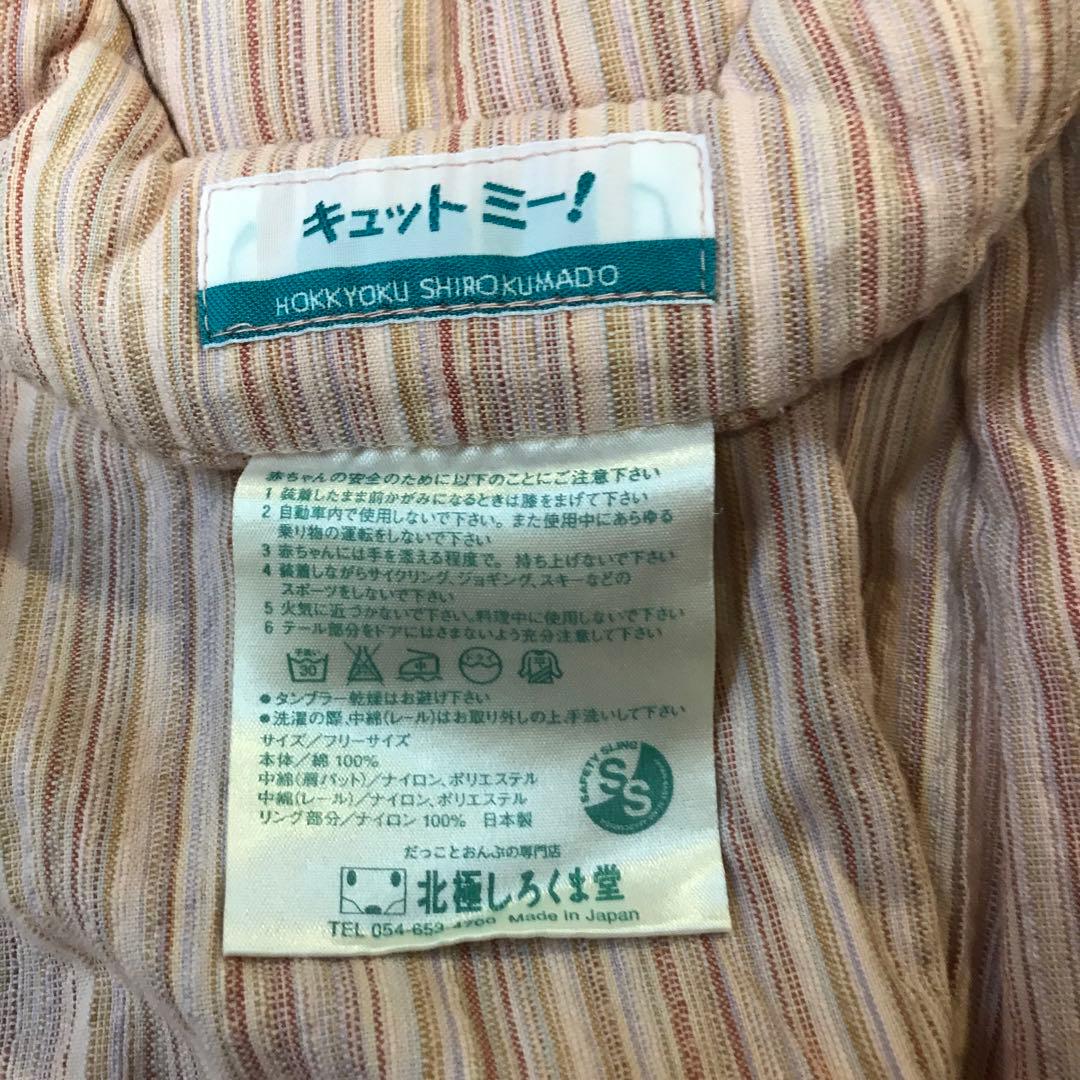 キュット ミー!
HOKKYOKU SHIROKUMADO
赤ちゃんの安全のために以下のことにご注意下さい
1 装着したまま前かがみになるときは膝をまげて下さい
2 自動車内で使用しないで下さい。また使用中にあらゆる
乗り物の運転をしないで下さい
3 赤ちゃんには手を添える程度で。持ち上げないで下さい
4 装着しながらサイクリング、ジョギング、スキーなどの
スポーツをしないで下さい
5 火気に近づかないで下さい。料理中に使用しないで下さい
6 テール部分をドアにはさまないよう充分注意して下さい
手洗い
30
●タンブラー乾燥はお避け下さい
●洗濯の際、中綿(レール)はお取り外しの上、手洗いして下さい
サイズ/フリーサイズ
本体/綿 100%
中綿(肩パット)/ナイロン、ポリエステル
中綿(レール)/ナイロン、ポリエステル
リング部分/ナイロン 100% 日本製
SAFETY SLING
SS
だっことおんぶの専門店
北極しろくま堂
TEL 054-653-4700 Made in Japan